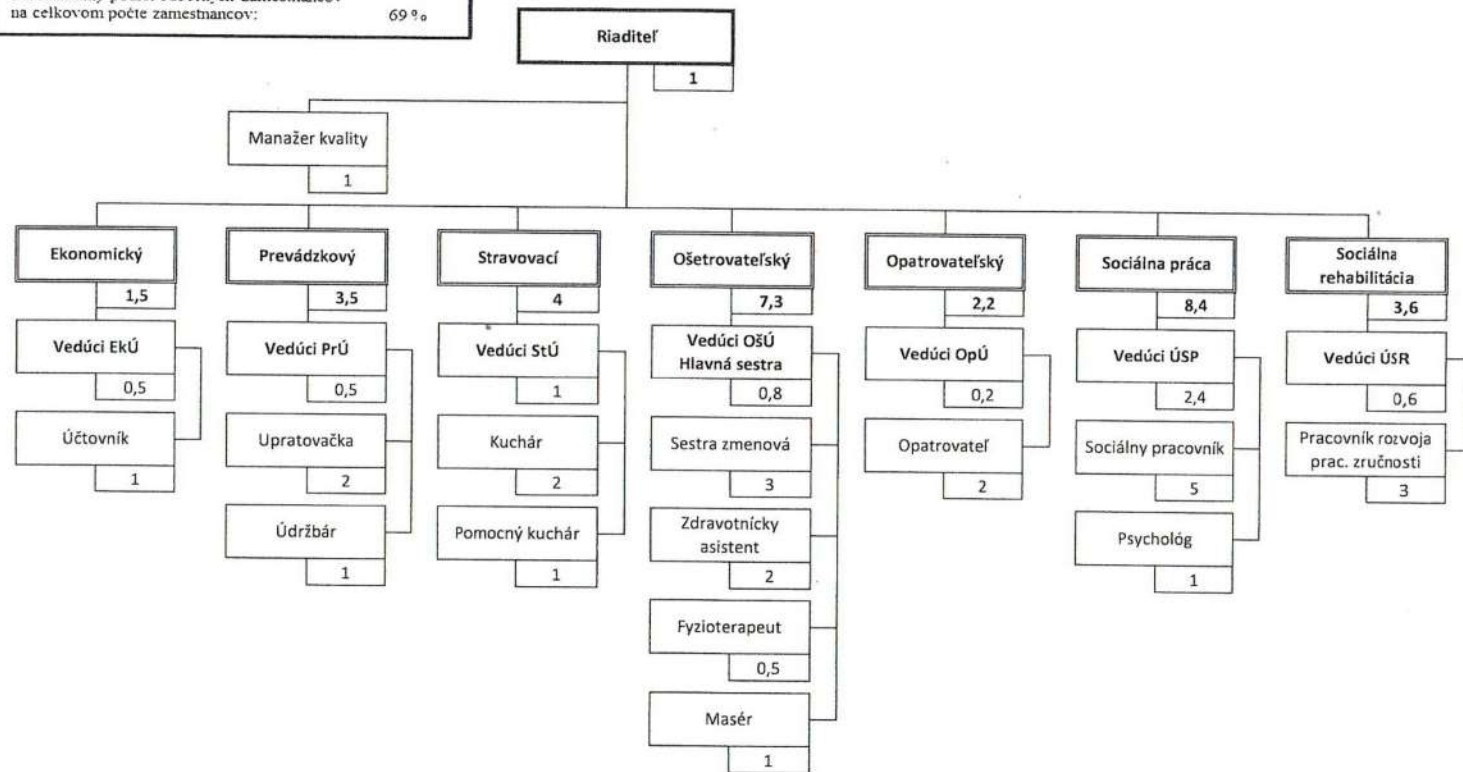 na celkovom počte zamestnancov: 69 %
Riaditeľ
1
Manažer kvality
1
Ekonomický
1,5
Prevádzkový
3,5
Stravovací
4
Ošetrovateľský
7,3
Opatrovateľský
2,2
Sociálna práca
8,4
Sociálna
rehabilitácia
3,6
Vedúci EkÚ
0,5
Vedúci PrÚ
0,5
Vedúci StÚ
1
Vedúci OšÚ
Hlavná sestra
0,8
Vedúci OpÚ
0,2
Vedúci ÚSP
2,4
Vedúci ÚSR
0,6
Účtovník
1
Upratovačka
2
Kuchár
2
Sestra zmenová
3
Opatrovateľ
2
Sociálny pracovník
5
Pracovník rozvoja
prac. zručnosti
3
Údržbár
1
Pomocný kuchár
1
Zdravotnícky
asistent
2
Psychológ
1
Fyzioterapeut
0,5
Masér
1